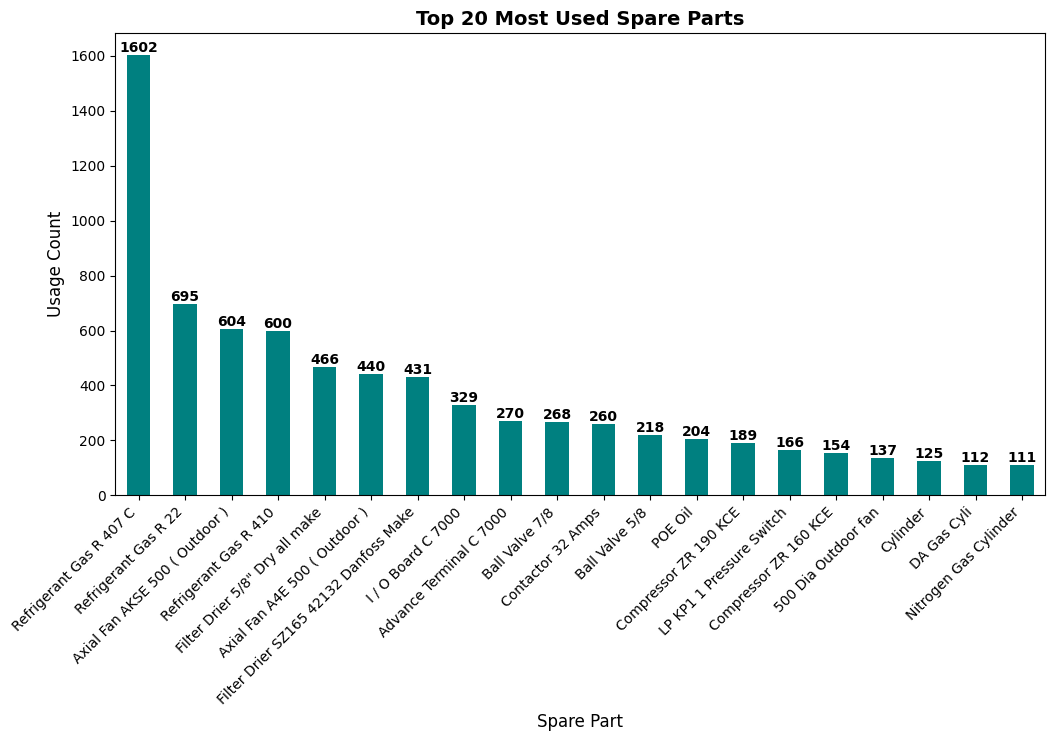 Top 20 Most Used Spare Parts
Usage Count
1600
1400
1200
1000
800
600
400
200
0
1602
695
604
600
466
440
431
329
270
268
260
218
204
189
166
154
137
125
112
111
Refrigerant Gas R 407 C
Refrigerant Gas R 22
Axial Fan AKSE 500 ( Outdoor )
Refrigerant Gas R 410
Filter Drier 5/8" Dry all make
Axial Fan A4E 500 ( Outdoor )
Filter Drier SZ165 42132 Danfoss Make
I / O Board C 7000
Advance Terminal C 7000
Ball Valve 7/8
Contactor 32 Amps
Ball Valve 5/8
POE Oil
Compressor ZR 190 KCE
LP KP1 1 Pressure Switch
Compressor ZR 160 KCE
500 Dia Outdoor fan
Cylinder
DA Gas Cyli
Nitrogen Gas Cylinder
Spare Part